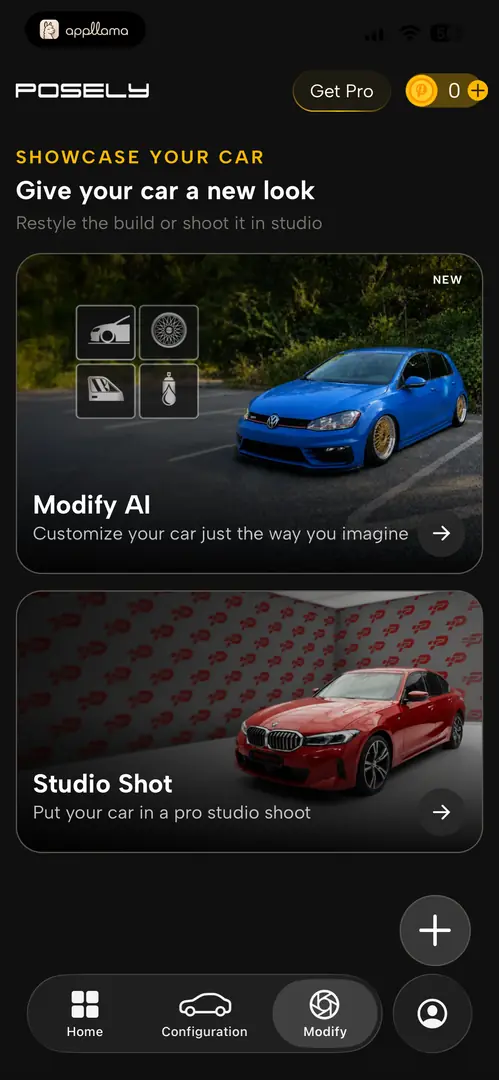 appllama
POSELY
Get Pro
0
SHOWCASE YOUR CAR
Give your car a new look
Restyle the build or shoot it in studio
NEW
Modify AI
Customize your car just the way you imagine
Studio Shot
Put your car in a pro studio shoot
Home
Configuration
Modify